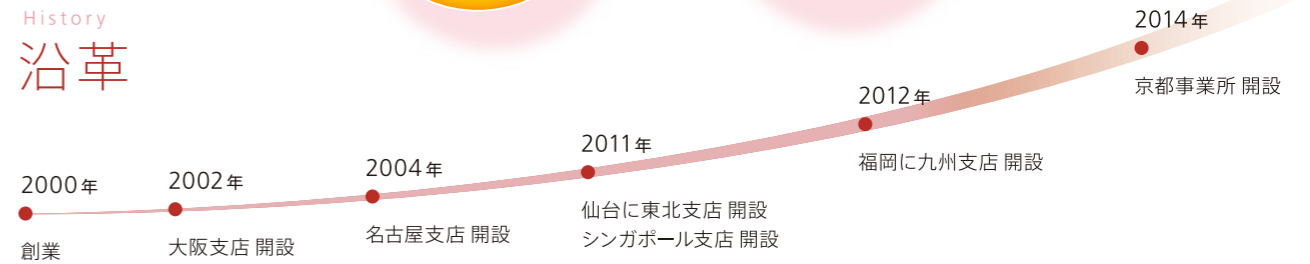 History
沿革
2000年
創業
2002年
大阪支店 開設
2004年
名古屋支店 開設
2011年
仙台に東北支店 開設
シンガポール支店 開設
2012年
福岡に九州支店 開設
2014年
京都事業所 開設